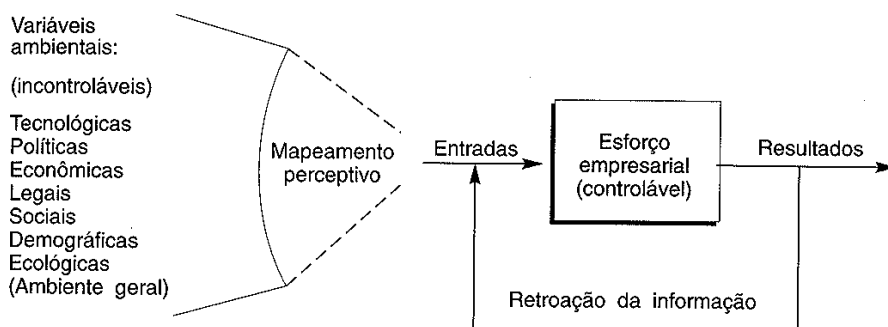 Variáveis
ambientais:
(incontroláveis)
Tecnológicas
Políticas
Econômicas
Legais
Sociais
Demográficas
Ecológicas
(Ambiente geral)
Mapeamento
perceptivo
Entradas
Esforço
empresarial
(controlável)
Resultados
Retroação da informação